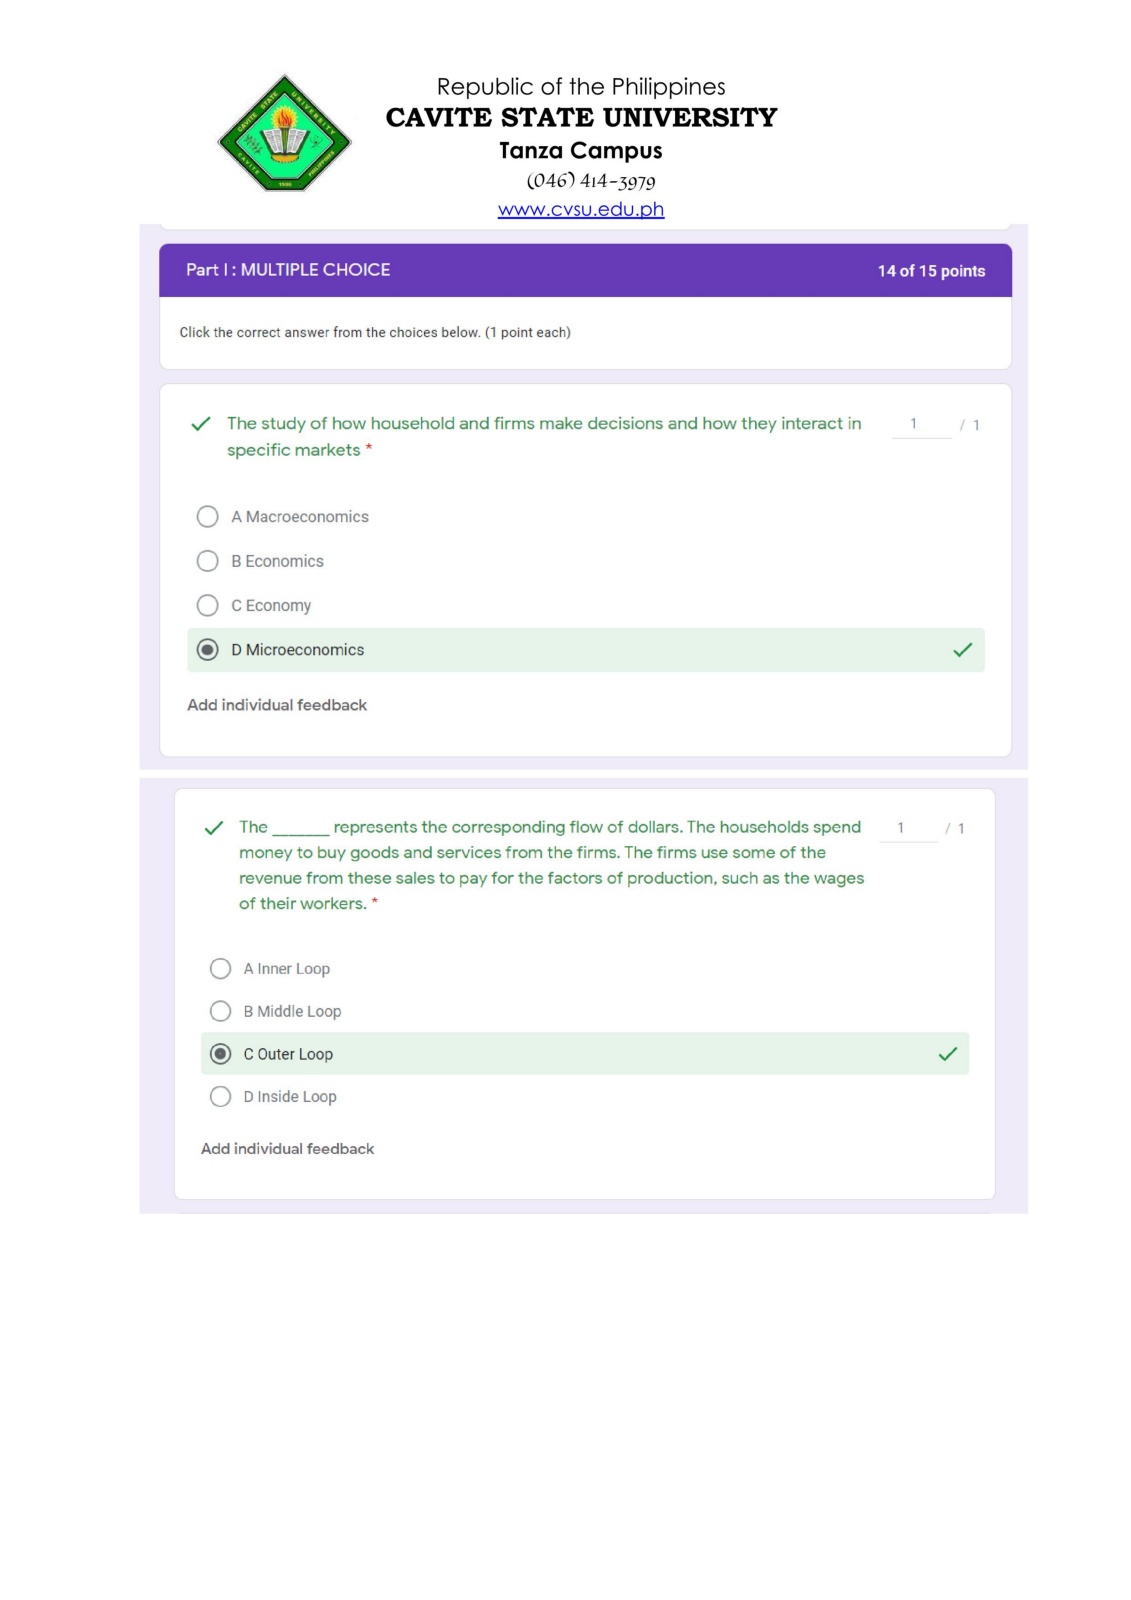 Republic of the Philippines
CAVITE STATE UNIVERSITY
Tanza Campus
(046) 414-3979
www.cvsu.edu.ph
CAVITE STATE UNIVERSITY
CAVITE PHILIPPINES
1906
Part I : MULTIPLE CHOICE 14 of 15 points
Click the correct answer from the choices below. (1 point each)
The study of how household and firms make decisions and how they interact in 1 / 1
specific markets *
A Macroeconomics
B Economics
C Economy
D Microeconomics
Add individual feedback
The _______ represents the corresponding flow of dollars. The households spend 1 / 1
money to buy goods and services from the firms. The firms use some of the
revenue from these sales to pay for the factors of production, such as the wages
of their workers. *
A Inner Loop
B Middle Loop
C Outer Loop
D Inside Loop
Add individual feedback